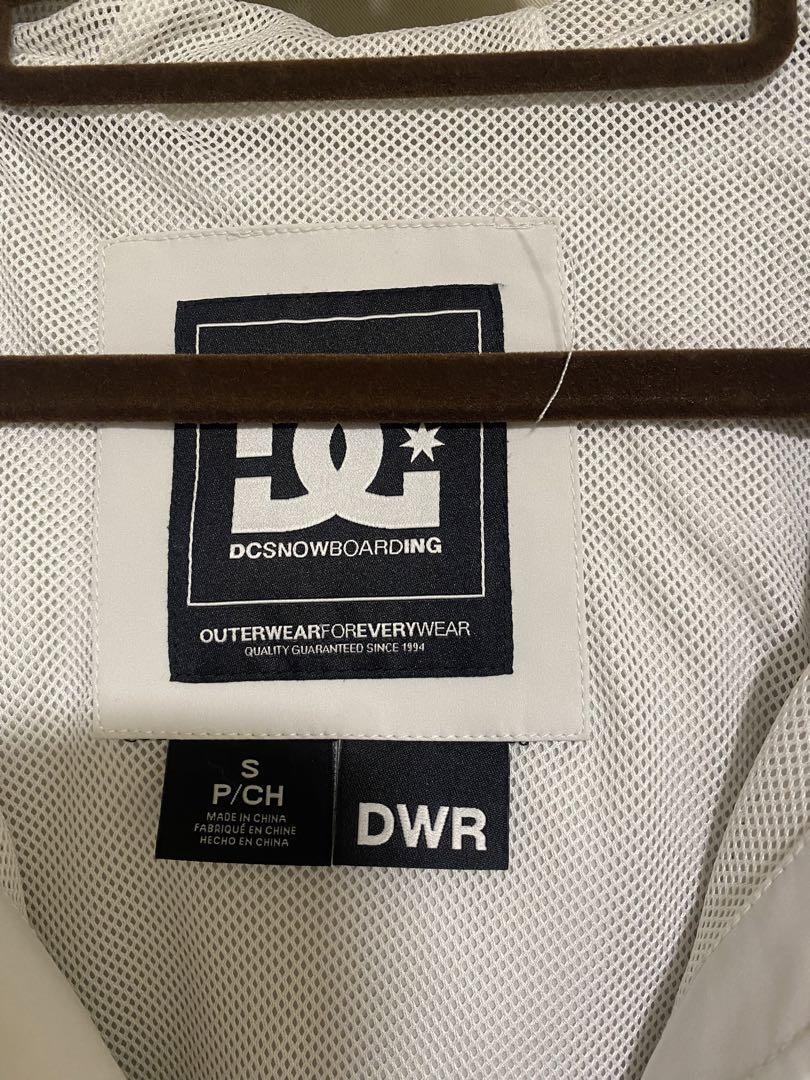 DC
DCSNOWBOARDING
OUTERWEARFOREVERYWEAR
QUALITY GUARANTEED SINCE 1994
S
P/CH
MADE IN CHINA
FABRIQUÉ EN CHINE
HECHO EN CHINA
DWR